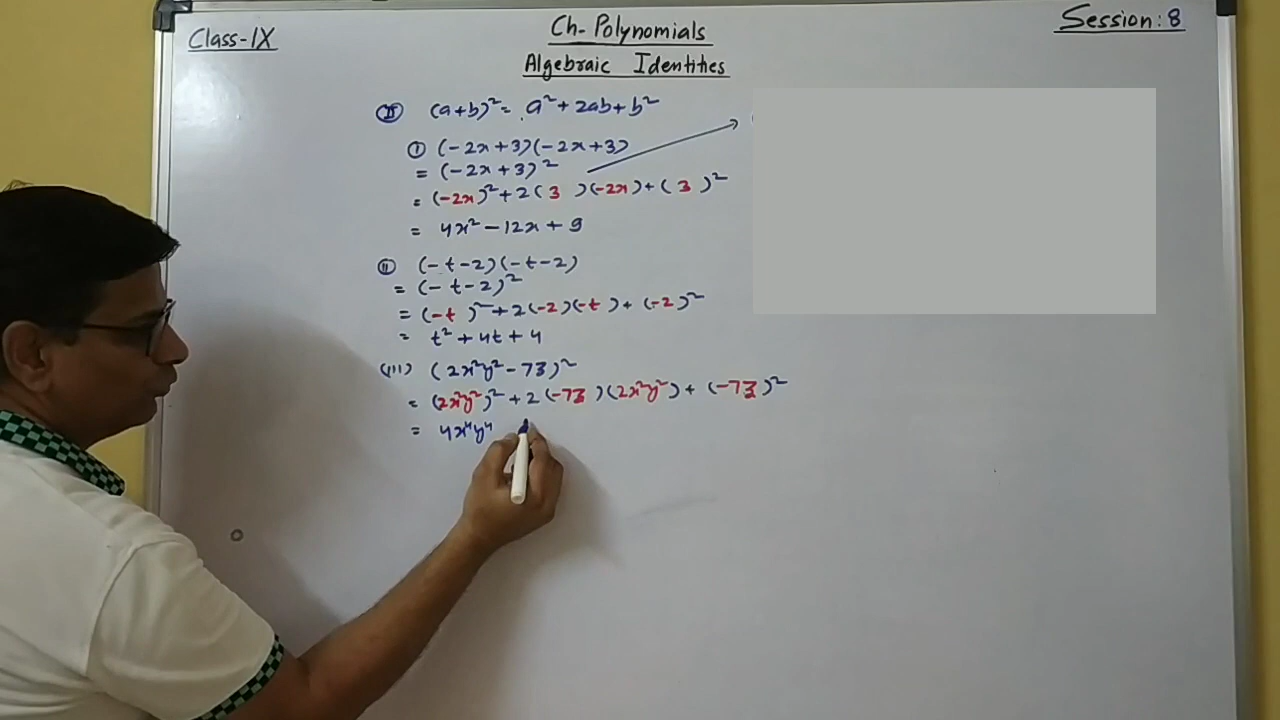 Class-IX
Ch-Polynomials
Session: 8
Algebraic Identities
(II) (a+b)² = a² + 2ab + b²
(i) (-2x+3)(-2x+3)
= (-2x+3)²
= (-2x)² + 2(3)(-2x) + (3)²
= 4x² - 12x + 9
(ii) (-t-2)(-t-2)
= (-t-2)²
= (-t)² + 2(-2)(-t) + (-2)²
= t² + 4t + 4
(iii) (2x²y² - 7z)²
= (2x²y²)² + 2(-7z)(2x²y²) + (-7z)²
= 4x⁴y⁴